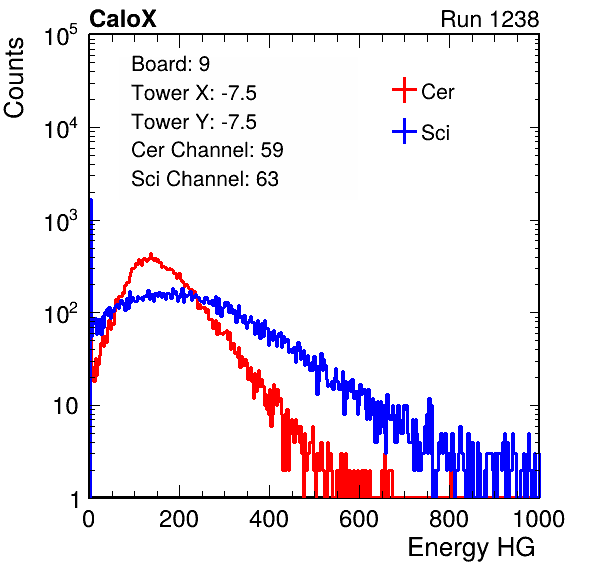 CaloX Run 1238
Counts
Board: 9
Tower X: -7.5
Tower Y: -7.5
Cer Channel: 59
Sci Channel: 63
Cer
Sci
10^5
10^4
10^3
10^2
10
1
0 200 400 600 800 1000
Energy HG